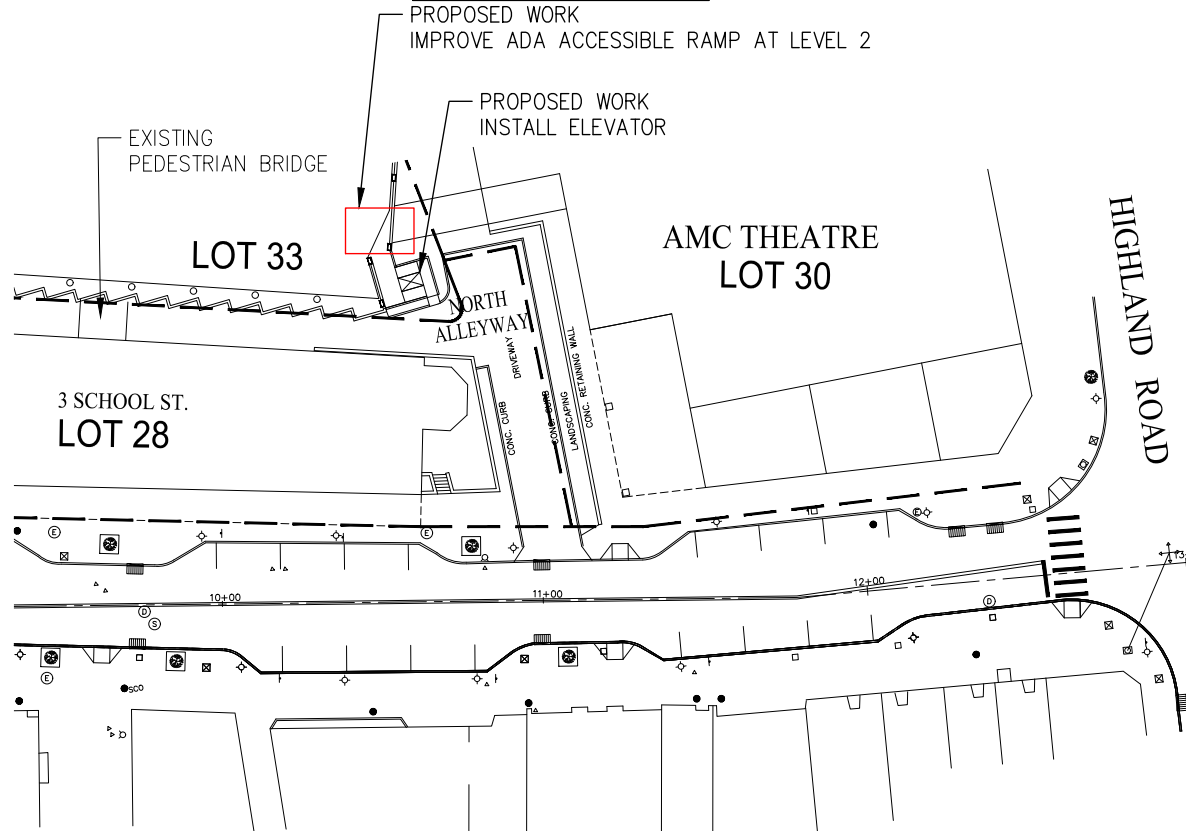 PROPOSED WORK
IMPROVE ADA ACCESSIBLE RAMP AT LEVEL 2
PROPOSED WORK
INSTALL ELEVATOR
EXISTING
PEDESTRIAN BRIDGE
HIGHLAND ROAD
LOT 33
AMC THEATRE
LOT 30
NORTH
ALLEYWAY
3 SCHOOL ST.
LOT 28
CONC. CURB
DRIVEWAY
CONC. CURB
LANDSCAPING
CONC. RETAINING WALL
E
E
E
10+00
11+00
12+00
13
D
S
D
E
SCO